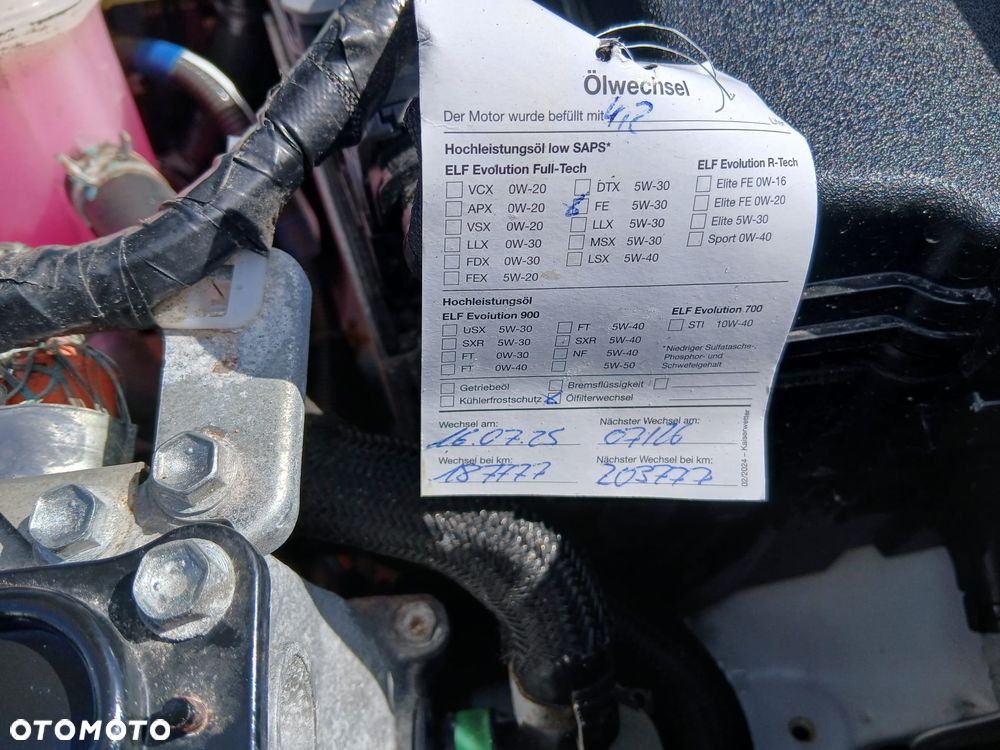 Ölwechsel
Der Motor wurde befüllt mit 4,2 Liter
Hochleistungsöl low SAPS*
ELF Evolution Full-Tech
VCX 0W-20
APX 0W-20
VSX 0W-20
LLX 0W-30
FDX 0W-30
FEX 5W-20
DTX 5W-30
FE 5W-30
LLX 5W-30
MSX 5W-30
LSX 5W-40
ELF Evolution R-Tech
Elite FE 0W-16
Elite FE 0W-20
Elite 5W-30
Sport 0W-40
Hochleistungsöl
ELF Evolution 900
USX 5W-30
SXR 5W-30
FT 0W-30
FT 0W-40
FT 5W-40
SXR 5W-40
NF 5W-40
5W-50
ELF Evolution 700
STI 10W-40
*Niedriger Sulfatasche-,
Phosphor- und
Schwefelgehalt
Getriebeöl
Bremsflüssigkeit
Kühlerfrostschutz
Ölfilterwechsel
Wechsel am: Nächster Wechsel am:
16.07.25 07/26
Wechsel bei km: Nächster Wechsel bei km:
187777 203777
02/2024 – Kaiserwetter
OTOMOTO